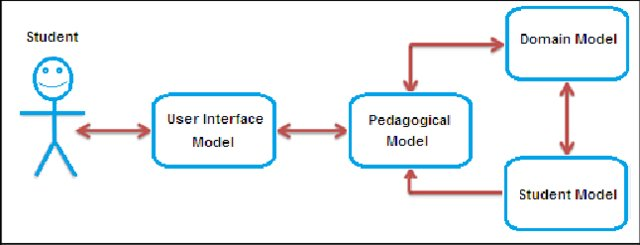 Student
User Interface
Model
Pedagogical
Model
Domain Model
Student Model